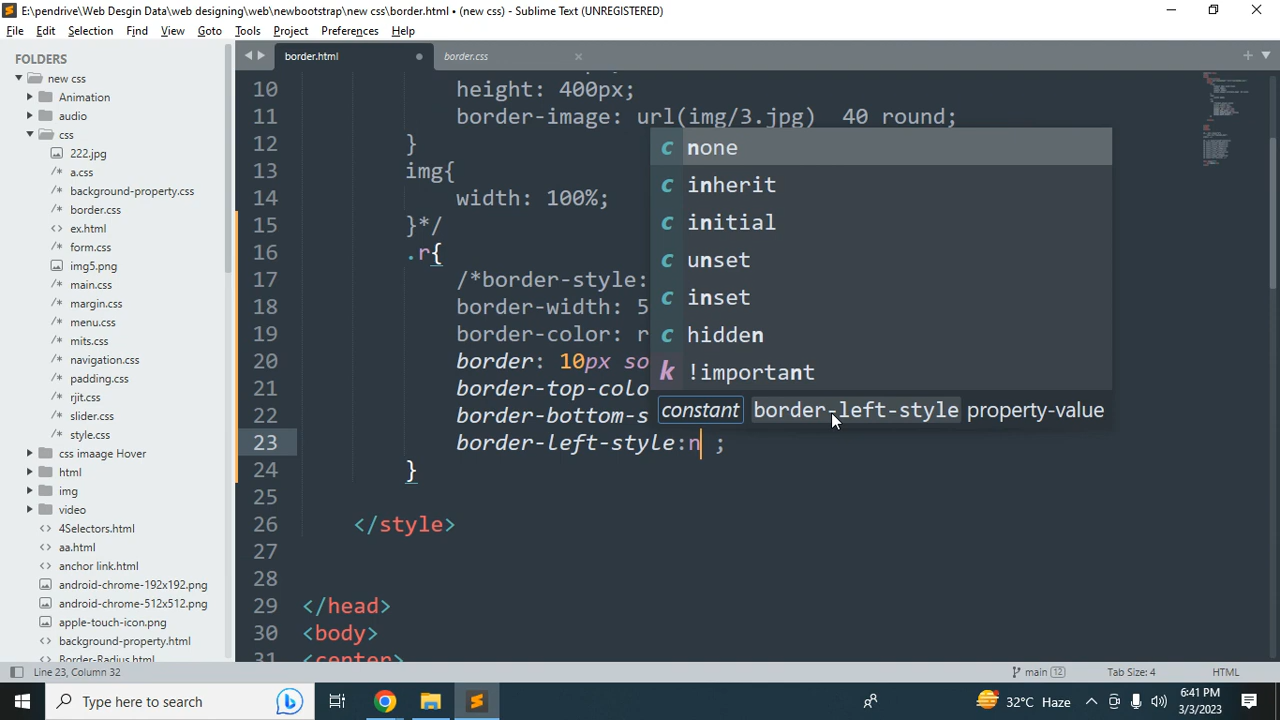 E:\pendrive\Web Desgin Data\web designing\web\newbootstrap\new css\border.html • (new css) - Sublime Text (UNREGISTERED)
File Edit Selection Find View Goto Tools Project Preferences Help
FOLDERS
new css
Animation
audio
css
222.jpg
a.css
background-property.css
border.css
ex.html
form.css
img5.png
main.css
margin.css
menu.css
mits.css
navigation.css
padding.css
rjit.css
slider.css
style.css
css imaage Hover
html
img
video
4Selectors.html
aa.html
anchor link.html
android-chrome-192x192.png
android-chrome-512x512.png
apple-touch-icon.png
background-property.html
Border-Radius.html
border.html
border.css
10 height: 400px;
11 border-image: url(img/3.jpg) 40 round;
12 }
13 img{
14 width: 100%;
15 }*/
16 .r{
17 /*border-style:
18 border-width: 5
19 border-color: r
20 border: 10px so
21 border-top-colo
22 border-bottom-s
23 border-left-style:n ;
24 }
25
26 </style>
27
28
29 </head>
30 <body>
31 <center>
c none
c inherit
c initial
c unset
c inset
c hidden
k !important
constant border-left-style property-value
Line 23, Column 32
main 12
Tab Size: 4
HTML
Type here to search
32°C Haze
6:41 PM
3/3/2023